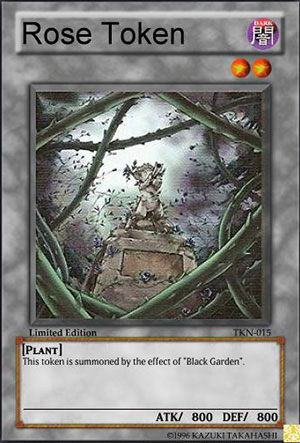 Rose Token
DARK
闇
Limited Edition
TKN-015
[PLANT]
This token is summoned by the effect of "Black Garden".
ATK/ 800 DEF/ 800
©1996 KAZUKI TAKAHASHI